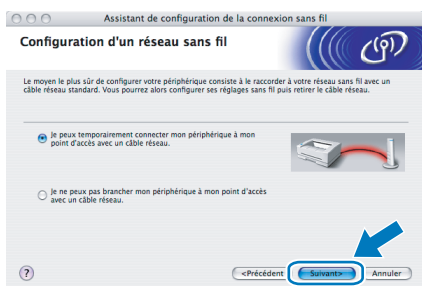 Assistant de configuration de la connexion sans fil
Configuration d'un réseau sans fil
Le moyen le plus sûr de configurer votre périphérique consiste à le raccorder à votre réseau sans fil avec un
câble réseau standard. Vous pourrez alors configurer ses réglages sans fil puis retirer le câble réseau.
Je peux temporairement connecter mon périphérique à mon
point d'accès avec un câble réseau.
Je ne peux pas brancher mon périphérique à mon point d'accès
avec un câble réseau.
? <Précédent Suivant> Annuler